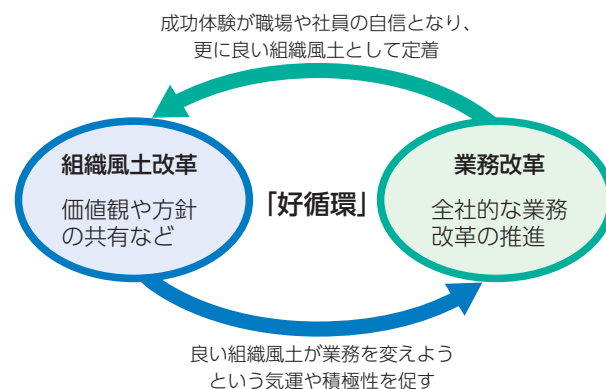 成功体験が職場や社員の自信となり、
更に良い組織風土として定着
組織風土改革
価値観や方針
の共有など
「好循環」
業務改革
全社的な業務
改革の推進
良い組織風土が業務を変えよう
という気運や積極性を促す